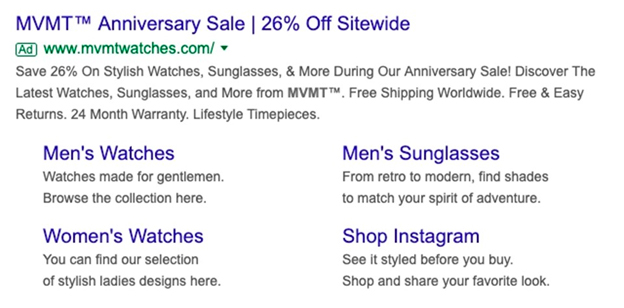 MVMT™ Anniversary Sale | 26% Off Sitewide
Ad www.mvmtwatches.com/
Save 26% On Stylish Watches, Sunglasses, & More During Our Anniversary Sale! Discover The
Latest Watches, Sunglasses, and More from MVMT™. Free Shipping Worldwide. Free & Easy
Returns. 24 Month Warranty. Lifestyle Timepieces.
Men's Watches
Watches made for gentlemen.
Browse the collection here.
Men's Sunglasses
From retro to modern, find shades
to match your spirit of adventure.
Women's Watches
You can find our selection
of stylish ladies designs here.
Shop Instagram
See it styled before you buy.
Shop and share your favorite look.